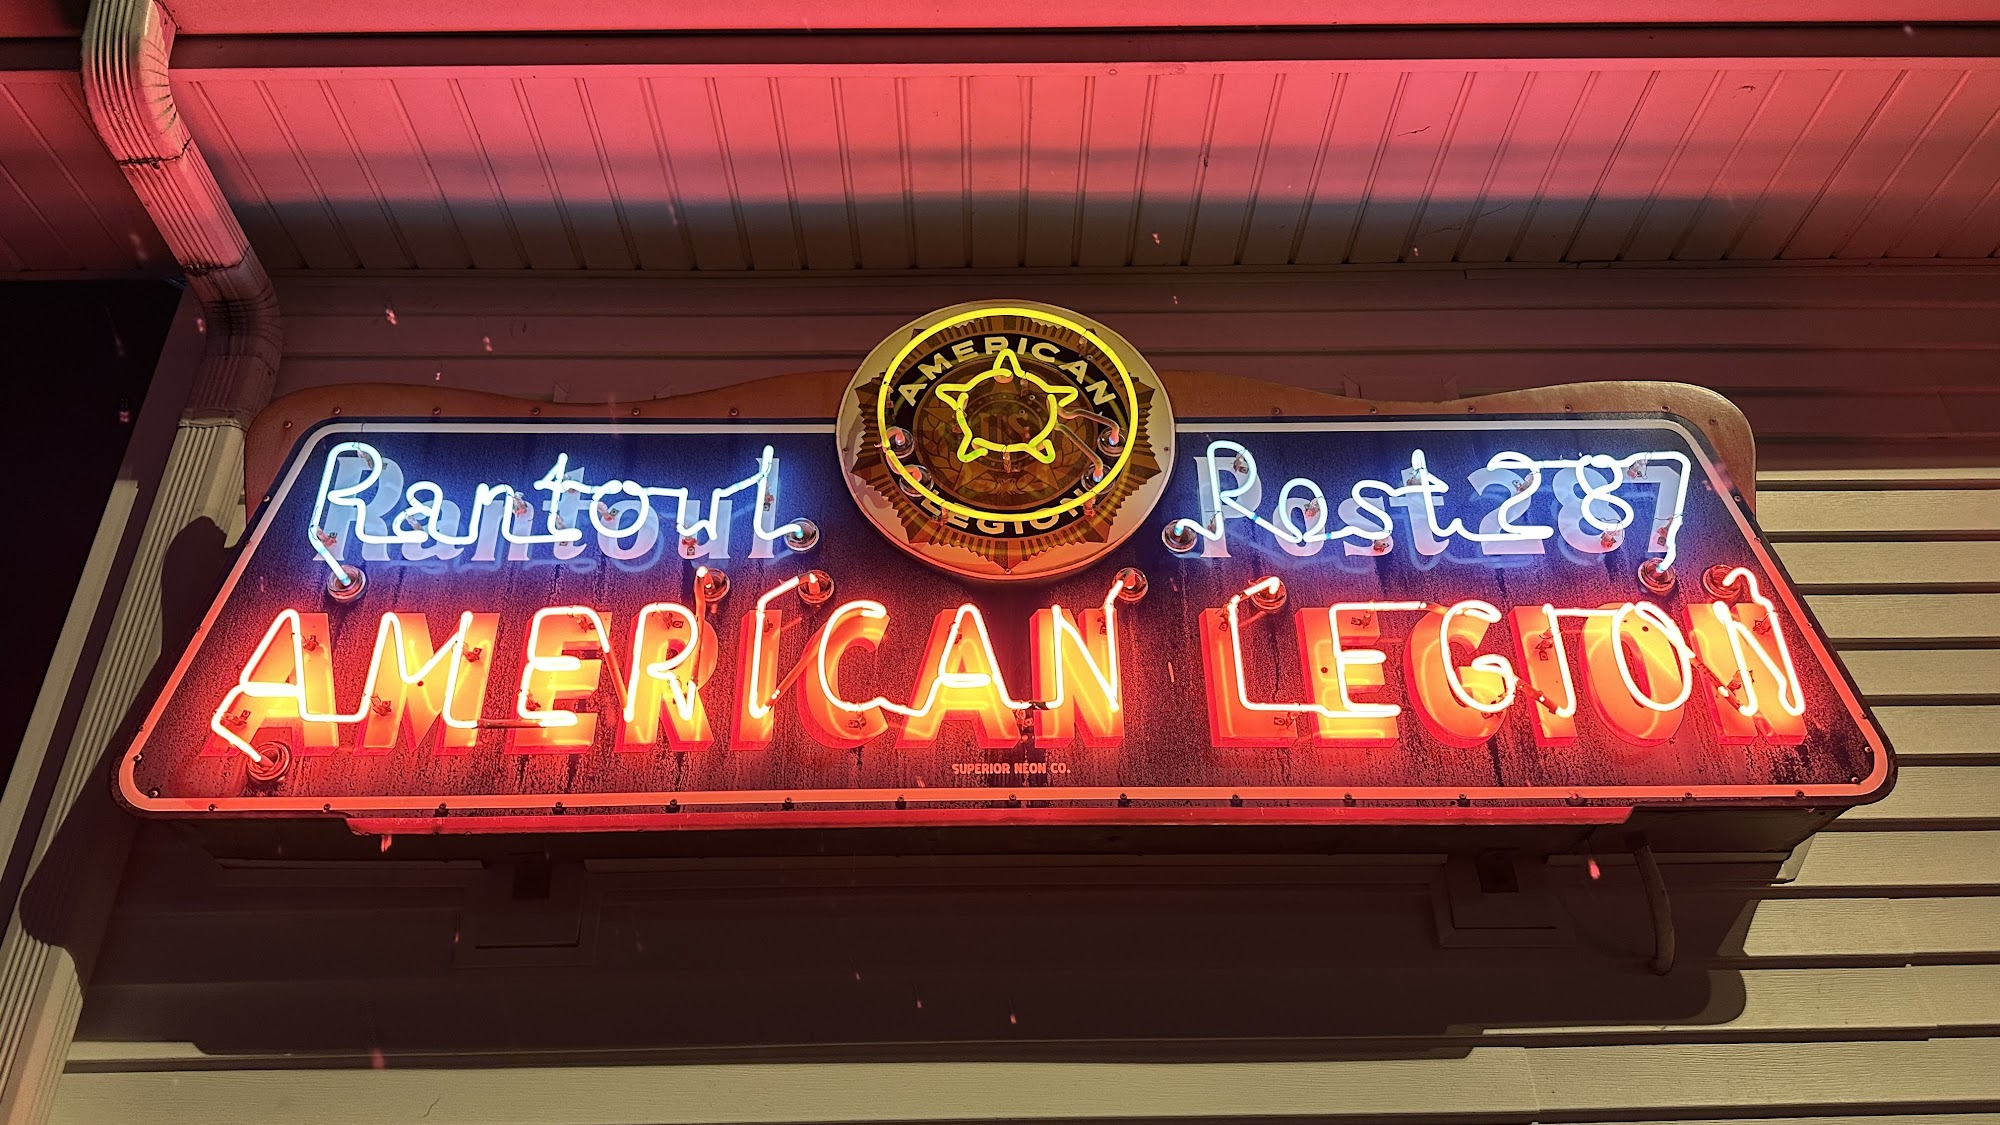 AMERICAN
U.S.
LEGION
Rantoul Post 287
AMERICAN LEGION
SUPERIOR NEON CO.